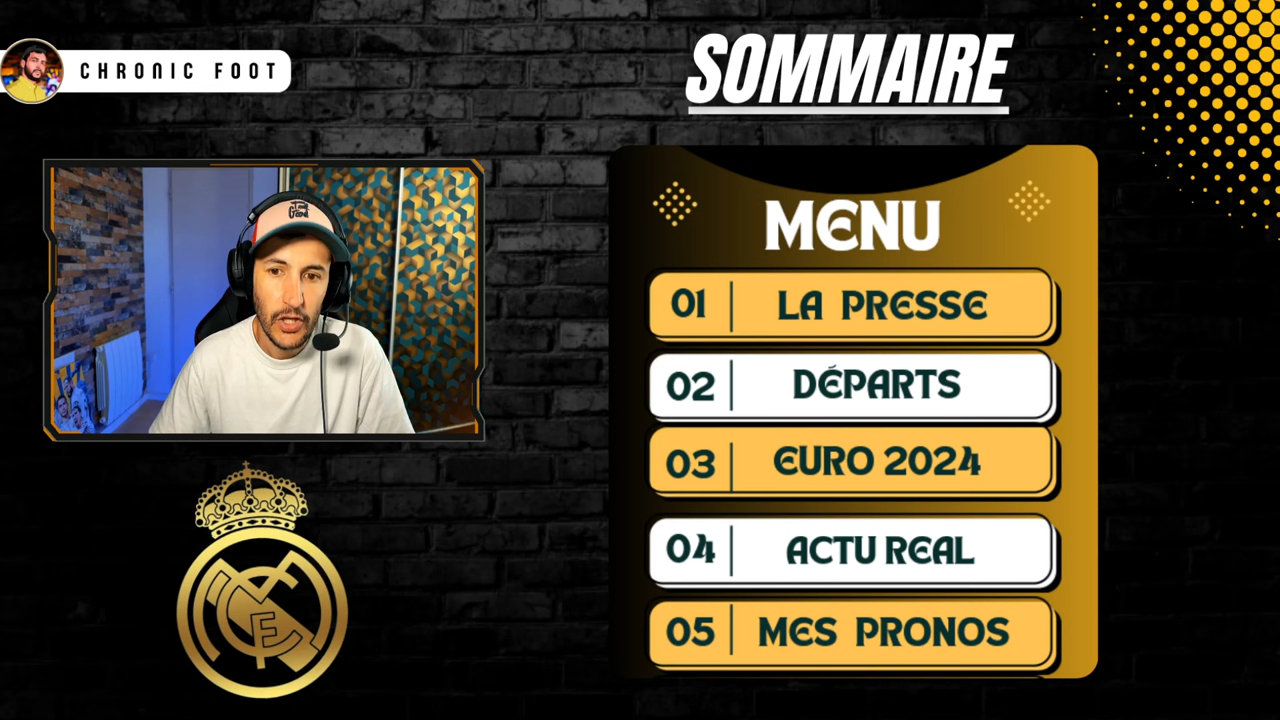 CHRONIC FOOT
SOMMAIRE
MENU
01 LA PRESSE
02 DÉPARTS
03 EURO 2024
04 ACTU REAL
05 MES PRONOS